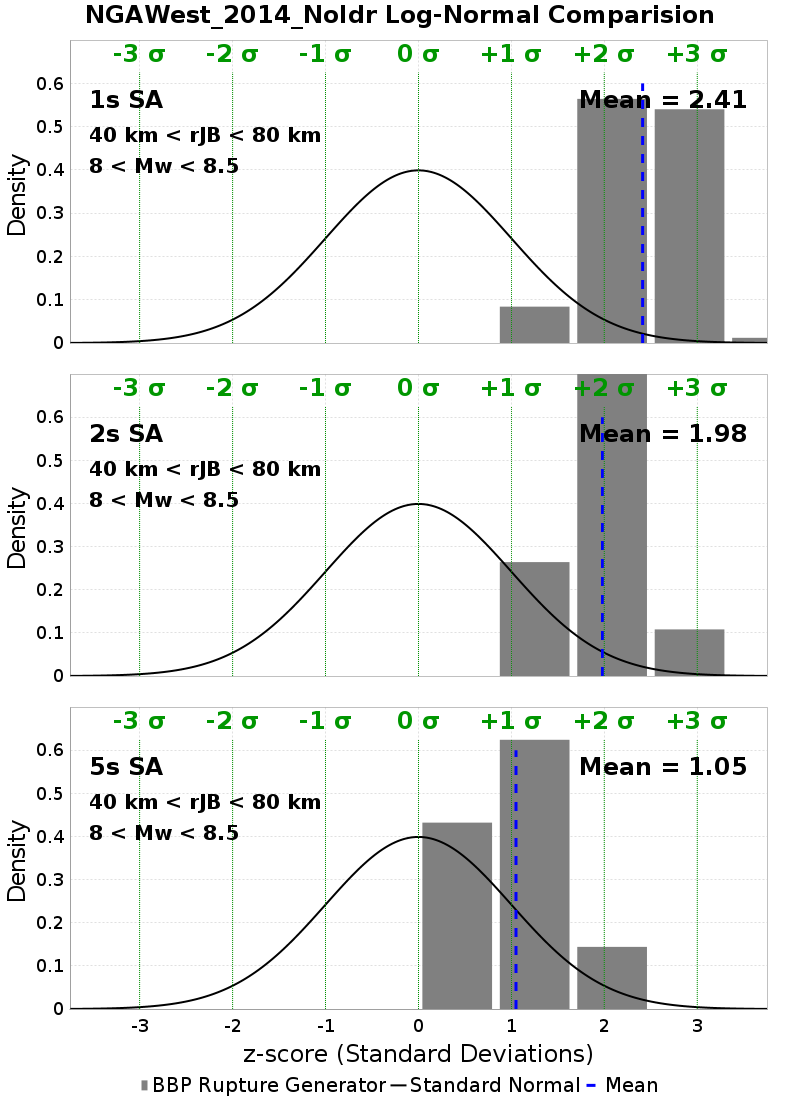 NGAWest_2014_NoIdr Log-Normal Comparision
-3 σ -2 σ -1 σ 0 σ +1 σ +2 σ +3 σ
1s SA
Mean = 2.41
40 km < rJB < 80 km
8 < Mw < 8.5
0.6
0.5
0.4
0.3
0.2
0.1
0
Density
-3 σ -2 σ -1 σ 0 σ +1 σ +2 σ +3 σ
2s SA
Mean = 1.98
40 km < rJB < 80 km
8 < Mw < 8.5
0.6
0.5
0.4
0.3
0.2
0.1
0
Density
-3 σ -2 σ -1 σ 0 σ +1 σ +2 σ +3 σ
5s SA
Mean = 1.05
40 km < rJB < 80 km
8 < Mw < 8.5
0.6
0.5
0.4
0.3
0.2
0.1
0
Density
-3 -2 -1 0 1 2 3
z-score (Standard Deviations)
BBP Rupture Generator Standard Normal Mean